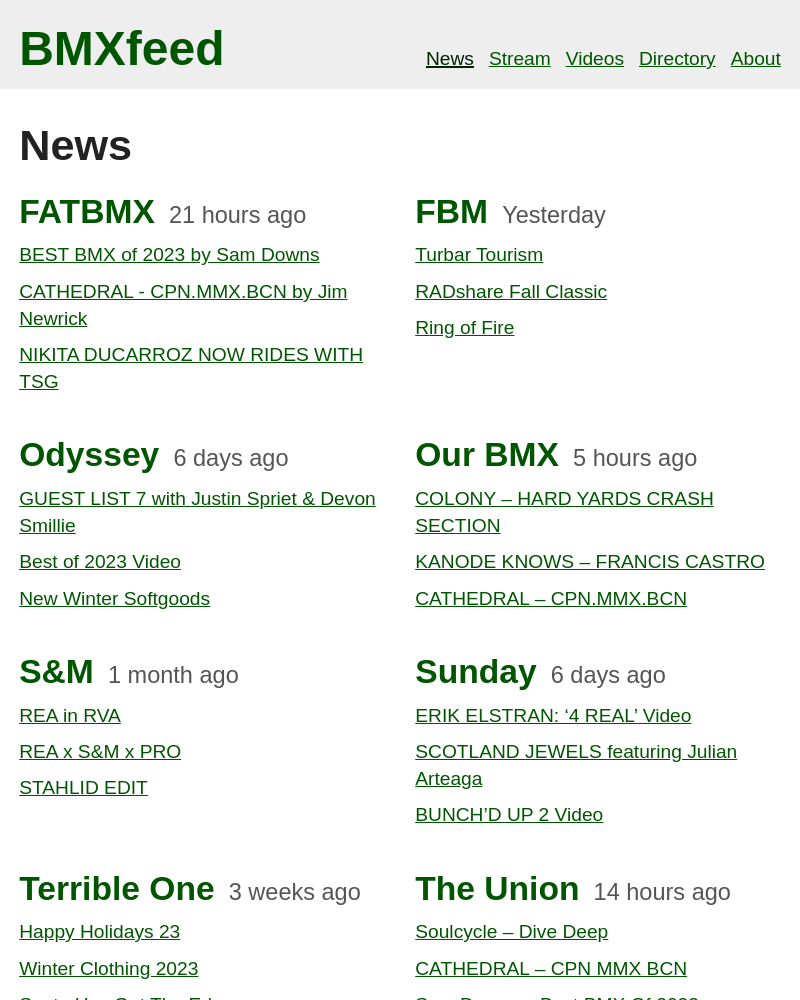 BMXfeed
News Stream Videos Directory About
News
FATBMX 21 hours ago
BEST BMX of 2023 by Sam Downs
CATHEDRAL - CPN.MMX.BCN by Jim
Newrick
NIKITA DUCARROZ NOW RIDES WITH
TSG
FBM Yesterday
Turbar Tourism
RADshare Fall Classic
Ring of Fire
Odyssey 6 days ago
GUEST LIST 7 with Justin Spriet & Devon
Smillie
Best of 2023 Video
New Winter Softgoods
Our BMX 5 hours ago
COLONY – HARD YARDS CRASH
SECTION
KANODE KNOWS – FRANCIS CASTRO
CATHEDRAL – CPN.MMX.BCN
S&M 1 month ago
REA in RVA
REA x S&M x PRO
STAHLID EDIT
Sunday 6 days ago
ERIK ELSTRAN: ‘4 REAL’ Video
SCOTLAND JEWELS featuring Julian
Arteaga
BUNCH’D UP 2 Video
Terrible One 3 weeks ago
Happy Holidays 23
Winter Clothing 2023
The Union 14 hours ago
Soulcycle – Dive Deep
CATHEDRAL – CPN MMX BCN